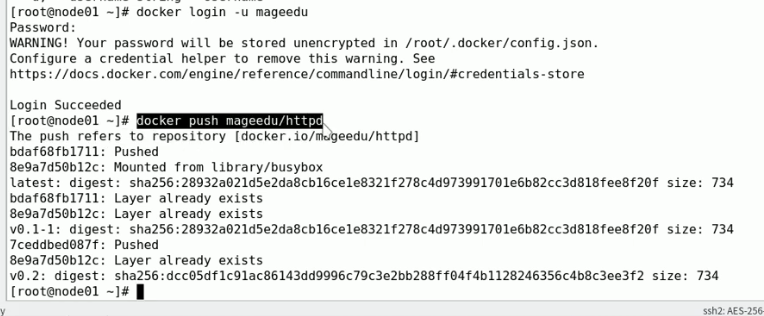 [root@node01 ~]# docker login -u mageedu
Password:
WARNING! Your password will be stored unencrypted in /root/.docker/config.json.
Configure a credential helper to remove this warning. See
https://docs.docker.com/engine/reference/commandline/login/#credentials-store
Login Succeeded
[root@node01 ~]# docker push mageedu/httpd
The push refers to repository [docker.io/mageedu/httpd]
bdaf68fb1711: Pushed
8e9a7d50b12c: Mounted from library/busybox
latest: digest: sha256:28932a021d5e2da8cb16ce1e8321f278c4d973991701e6b82cc3d818fee8f20f size: 734
bdaf68fb1711: Layer already exists
8e9a7d50b12c: Layer already exists
v0.1-1: digest: sha256:28932a021d5e2da8cb16ce1e8321f278c4d973991701e6b82cc3d818fee8f20f size: 734
7ceddbed087f: Pushed
8e9a7d50b12c: Layer already exists
v0.2: digest: sha256:dcc05df1c91ac86143dd9996c79c3e2bb288ff04f4b1128246356c4b8c3ee3f2 size: 734
[root@node01 ~]#
y ssh2: AES-256-